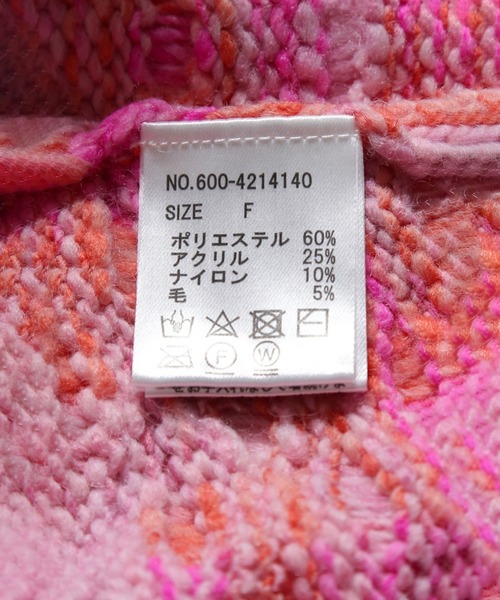 NO.600-4214140
SIZE F
ポリエステル 60%
アクリル 25%
ナイロン 10%
毛 5%
F W